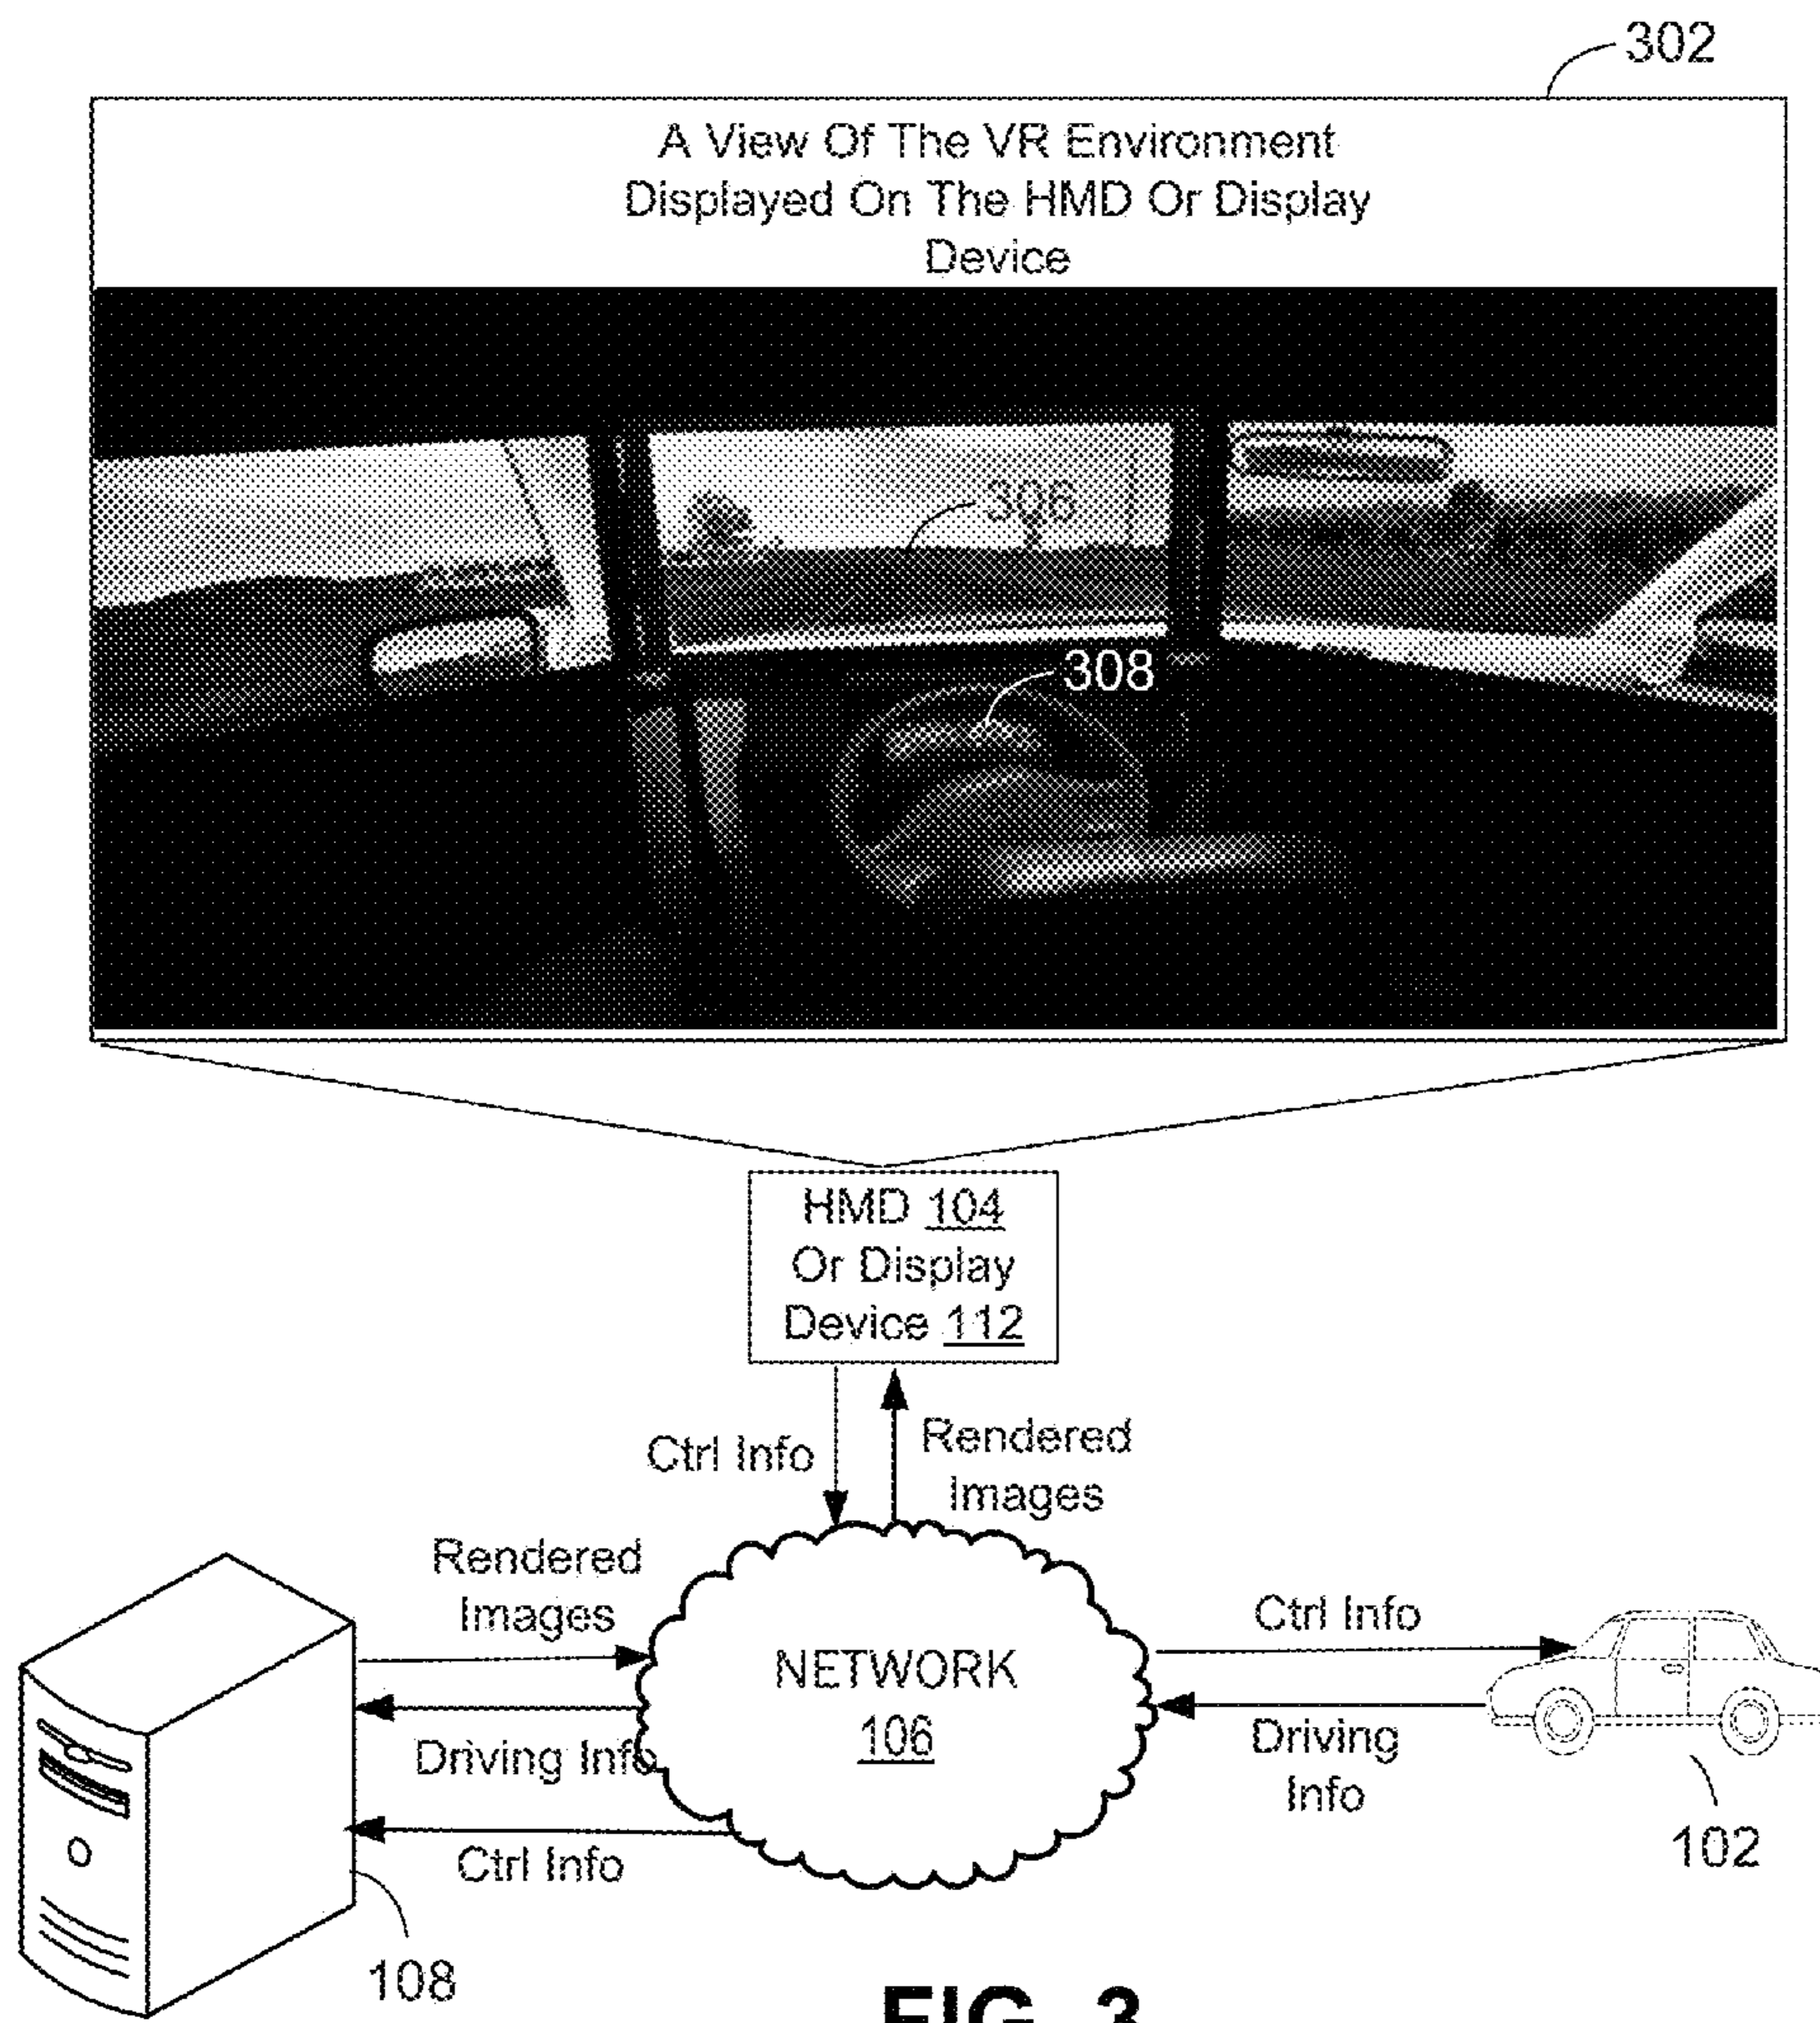 302
A View Of The VR Environment
Displayed On The HMD Or Display
Device
306
308
HMD 104
Or Display
Device 112
Ctrl Info
Rendered
Images
Rendered
Images
Ctrl Info
NETWORK
106
Driving Info
Driving
Info
102
Ctrl Info
108
FIG. 3